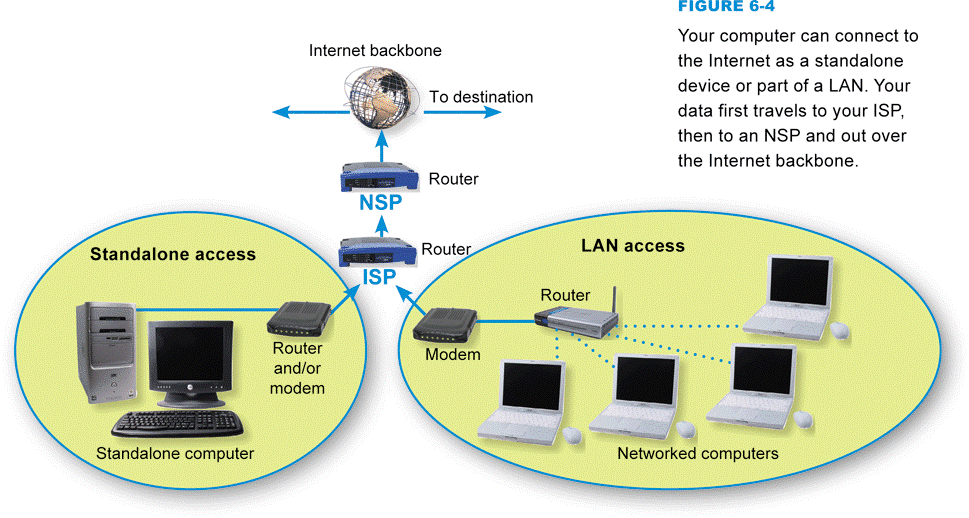 FIGURE 6-4
Your computer can connect to
the Internet as a standalone
device or part of a LAN. Your
data first travels to your ISP,
then to an NSP and out over
the Internet backbone.
Internet backbone
To destination
Router
NSP
Router
ISP
Standalone access
Router
and/or
modem
Standalone computer
LAN access
Router
Modem
Networked computers